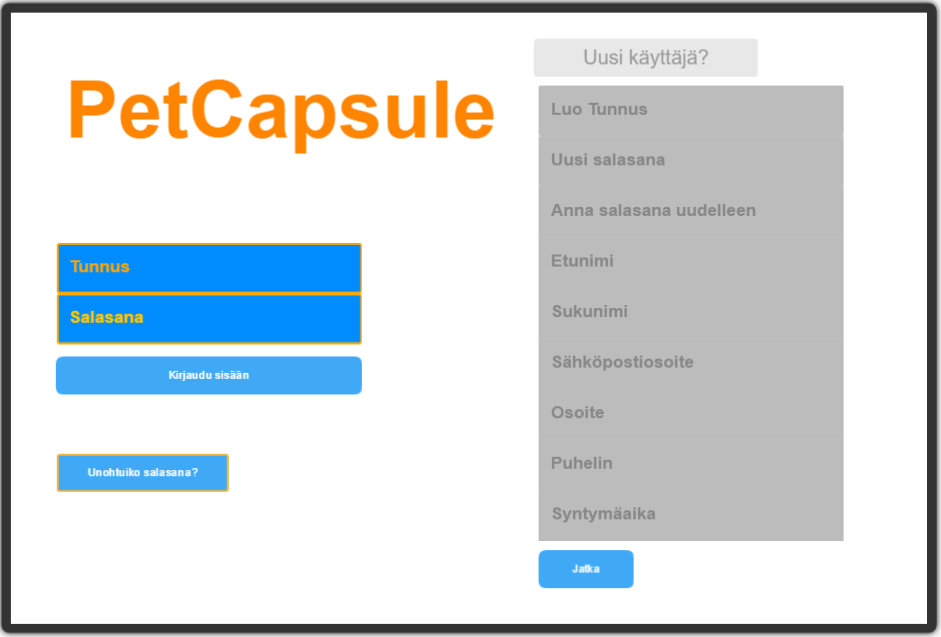 PetCapsule
Tunnus
Salasana
Kirjaudu sisään
Unohtuiko salasana?
Uusi käyttäjä?
Luo Tunnus
Uusi salasana
Anna salasana uudelleen
Etunimi
Sukunimi
Sähköpostiosoite
Osoite
Puhelin
Syntymäaika
Jatka